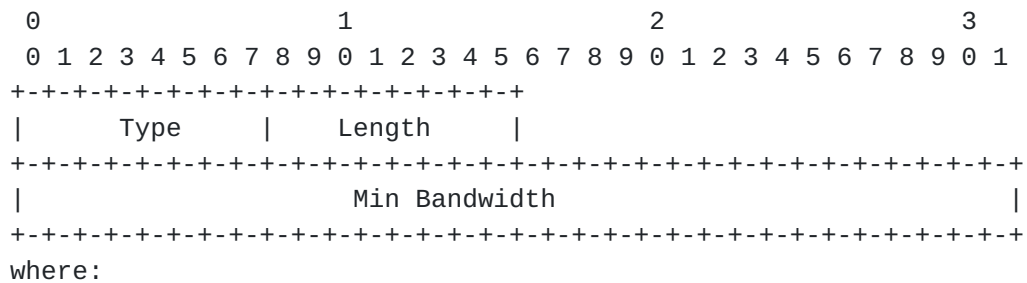 0                   1                   2                   3
 0 1 2 3 4 5 6 7 8 9 0 1 2 3 4 5 6 7 8 9 0 1 2 3 4 5 6 7 8 9 0 1
+-+-+-+-+-+-+-+-+-+-+-+-+-+-+-+-+
|      Type     |    Length     |
+-+-+-+-+-+-+-+-+-+-+-+-+-+-+-+-+-+-+-+-+-+-+-+-+-+-+-+-+-+-+-+-+
|                     Min Bandwidth                             |
+-+-+-+-+-+-+-+-+-+-+-+-+-+-+-+-+-+-+-+-+-+-+-+-+-+-+-+-+-+-+-+-+
where: